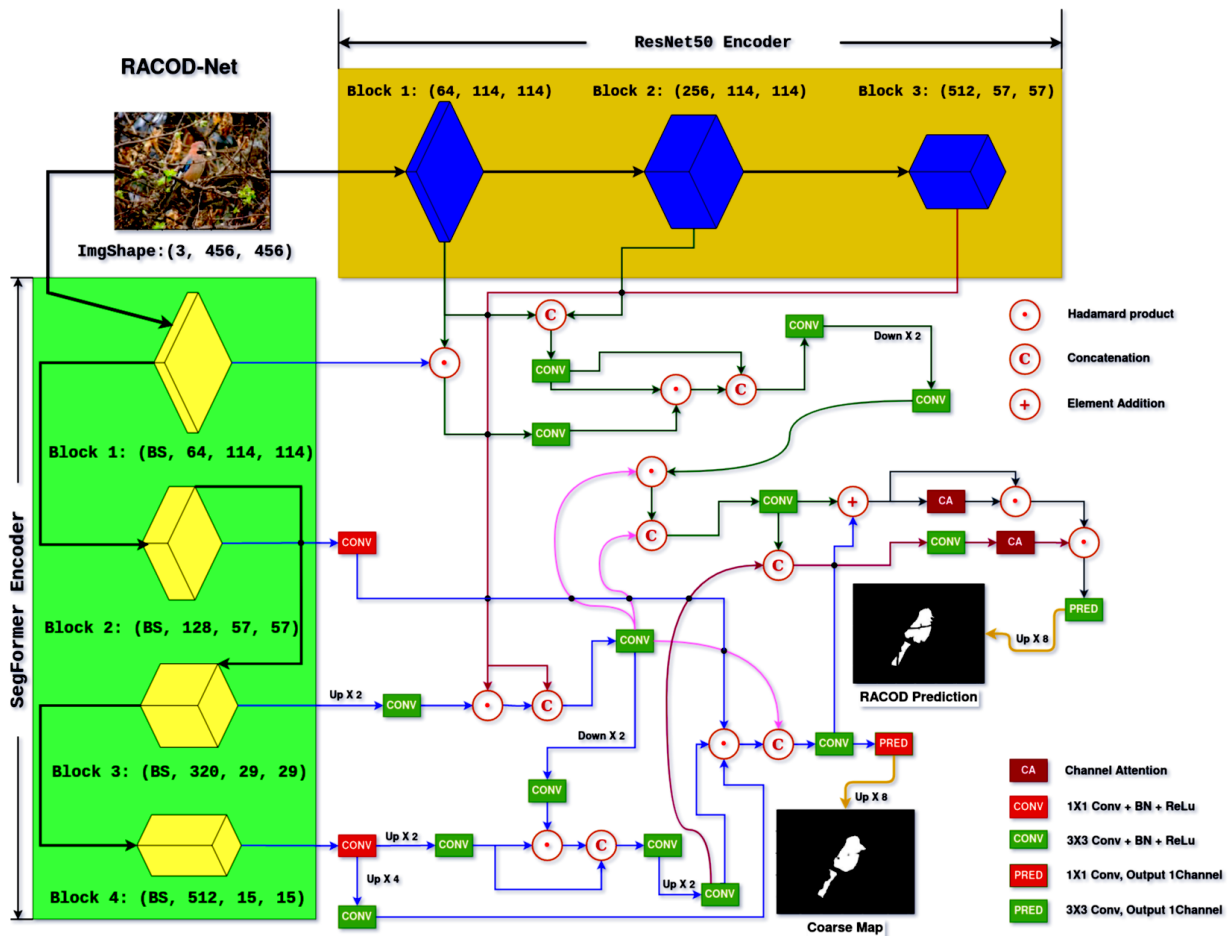 ResNet50 Encoder
RACOD-Net
Block 1: (64, 114, 114)
Block 2: (256, 114, 114)
Block 3: (512, 57, 57)
ImgShape:(3, 456, 456)
C
CONV
Down X 2
Hadamard product
CONV
C
Concatenation
C
CONV
Element Addition
CONV
Block 1: (BS, 64, 114, 114)
SegFormer Encoder
CONV
CA
C
CONV
CONV
CA
C
Block 2: (BS, 128, 57, 57)
CONV
PRED
Up X 8
RACOD Prediction
Up X 2
CONV
C
Down X 2
C
CONV
PRED
Block 3: (BS, 320, 29, 29)
CONV
Up X 8
CA
Channel Attention
CONV
1X1 Conv + BN + ReLu
CONV
Up X 2
CONV
C
CONV
CONV
3X3 Conv + BN + ReLu
Up X 4
Up X 2
CONV
PRED
1X1 Conv, Output 1Channel
Block 4: (BS, 512, 15, 15)
CONV
Coarse Map
PRED
3X3 Conv, Output 1Channel